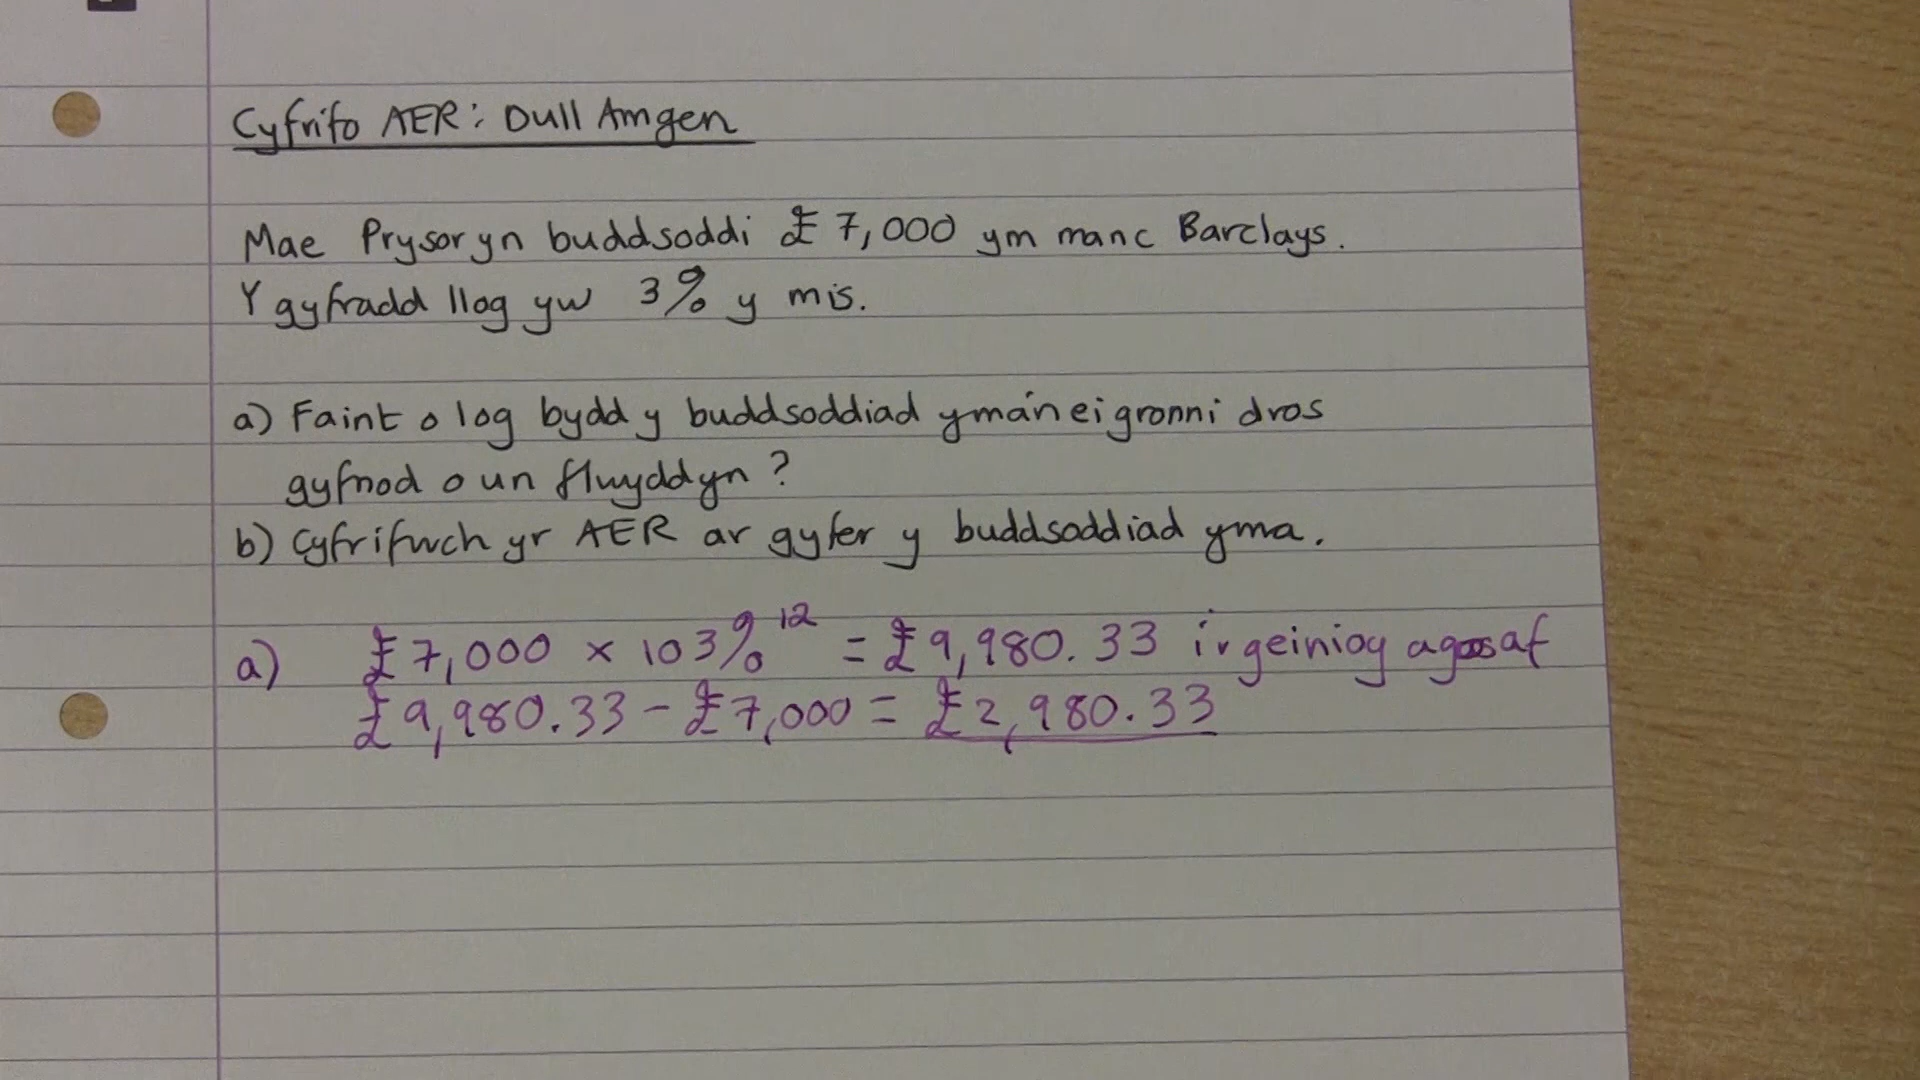 Cyfrifo AER: Dull Amgen
Mae Prysor yn buddsoddi £7,000 ym manc Barclays.
Y gyfradd llog yw 3% y mis.
a) Faint o log bydd y buddsoddiad yma'n ei gronni dros
gyfnod o un flwyddyn?
b) Cyfrifwch yr AER ar gyfer y buddsoddiad yma.
a) £7,000 × 103%¹² = £9,980.33 i'r geiniog agosaf
£9,980.33 - £7,000 = £2,980.33